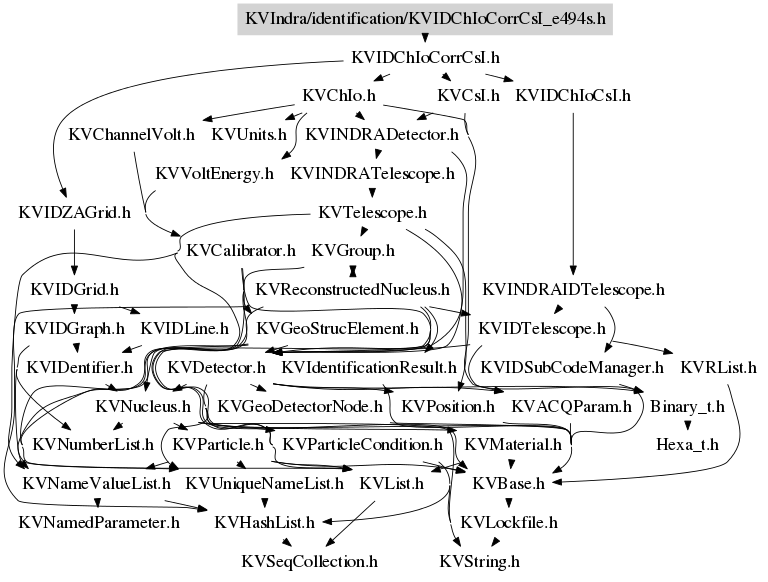 KVIndra/identification/KVIDChIoCorrCsI_e494s.h
KVIDChIoCorrCsI.h
KVChIo.h KVCsI.h KVIDChIoCsI.h
KVChannelVolt.h KVUnits.h KVINDRADetector.h
KVVoltEnergy.h KVINDRATelescope.h
KVIDZAGrid.h KVTelescope.h
KVCalibrator.h KVGroup.h
KVIDGrid.h KVReconstructedNucleus.h KVINDRAIDTelescope.h
KVIDGraph.h KVIDLine.h KVGeoStrucElement.h KVIDTelescope.h
KVIDEntifier.h KVDetector.h KVIdentificationResult.h KVIDSubCodeManager.h KVRList.h
KVNucleus.h KVGeoDetectorNode.h KVPosition.h KVACQParam.h Binary_t.h
KVNumberList.h KVParticle.h KVParticleCondition.h KVMaterial.h Hexa_t.h
KVNameValueList.h KVUniqueNameList.h KVList.h KVBase.h
KVNamedParameter.h KVHashList.h KVLockfile.h
KVSeqCollection.h KVString.h